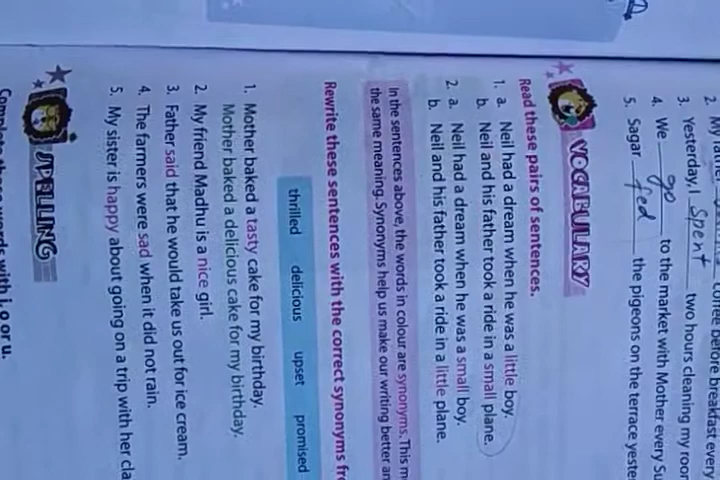 2. My
3. Yesterday, I spent two hours cleaning my room
4. We go to the market with Mother every
5. Sagar fed the pigeons on the terrace
VOCABULARY
Read these pairs of sentences.
1. a. Neil had a dream when he was a little boy.
b. Neil and his father took a ride in a small plane.
2. a. Neil had a dream when he was a small boy.
b. Neil and his father took a ride in a little plane.
In the sentences above, the words in colour are synonyms. This
the same meaning. Synonyms help us make our writing better
Rewrite these sentences with the correct synonyms
thrilled delicious upset promised
1. Mother baked a tasty cake for my birthday.
Mother baked a delicious cake for my birthday.
2. My friend Madhu is a nice girl.
3. Father said that he would take us out for ice cream.
4. The farmers were sad when it did not rain.
5. My sister is happy about going on a trip with her
SPELLING
words with i, o or u.